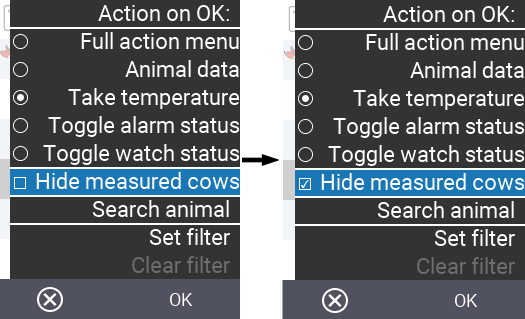 Action on OK:
Full action menu
Animal data
Take temperature
Toggle alarm status
Toggle watch status
Hide measured cows
Search animal
Set filter
Clear filter
OK
Action on OK:
Full action menu
Animal data
Take temperature
Toggle alarm status
Toggle watch status
Hide measured cows
Search animal
Set filter
Clear filter
OK